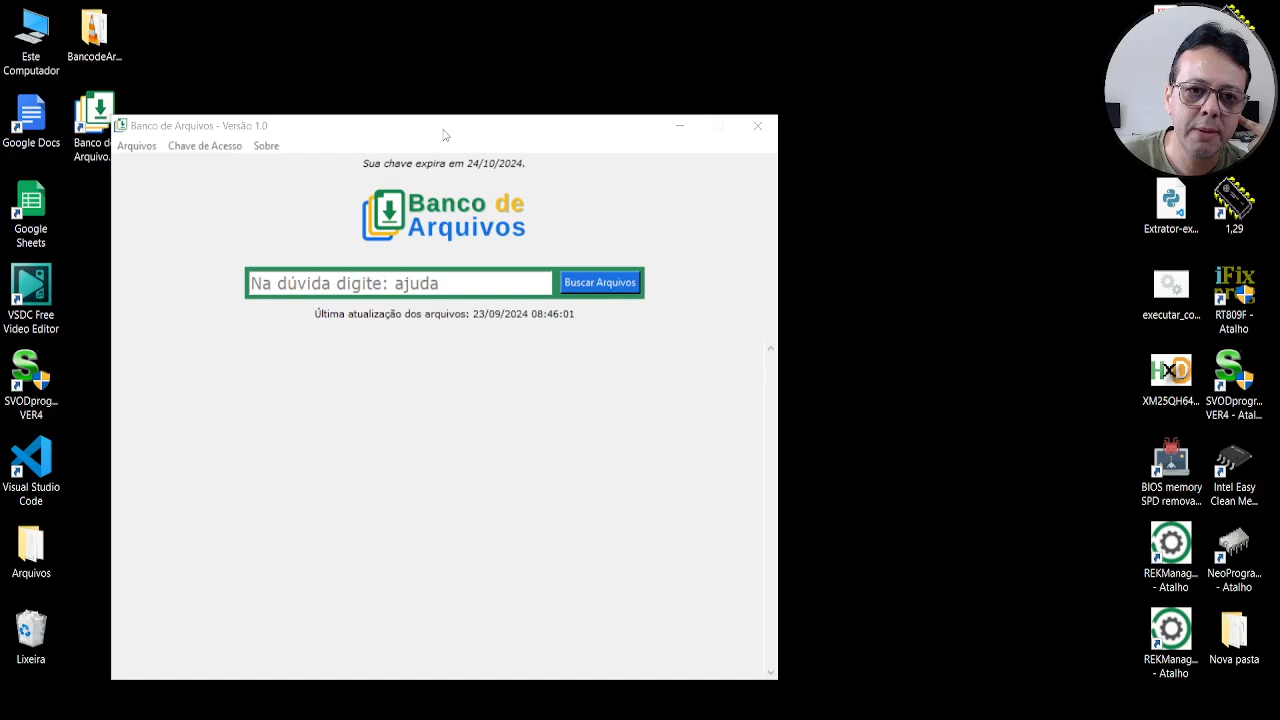 Este
Computador
BancodeAr...
Google Docs
Banco de
Arquivo...
Google
Sheets
VSDC Free
Video Editor
SVODprog...
VER4
Visual Studio
Code
Arquivos
Lixeira
Banco de Arquivos - Versão 1.0
Arquivos Chave de Acesso Sobre
Sua chave expira em 24/10/2024.
Banco de
Arquivos
Na dúvida digite: ajuda
Buscar Arquivos
Última atualização dos arquivos: 23/09/2024 08:46:01
Extrator-ex...
1,29
executar_co...
RT809F -
Atalho
XM25QH64...
SVODprogr...
VER4 - Atal...
BIOS memory
SPD remova...
Intel Easy
Clean Me...
REKManag...
- Atalho
NeoProgra...
- Atalho
REKManag...
- Atalho
Nova pasta